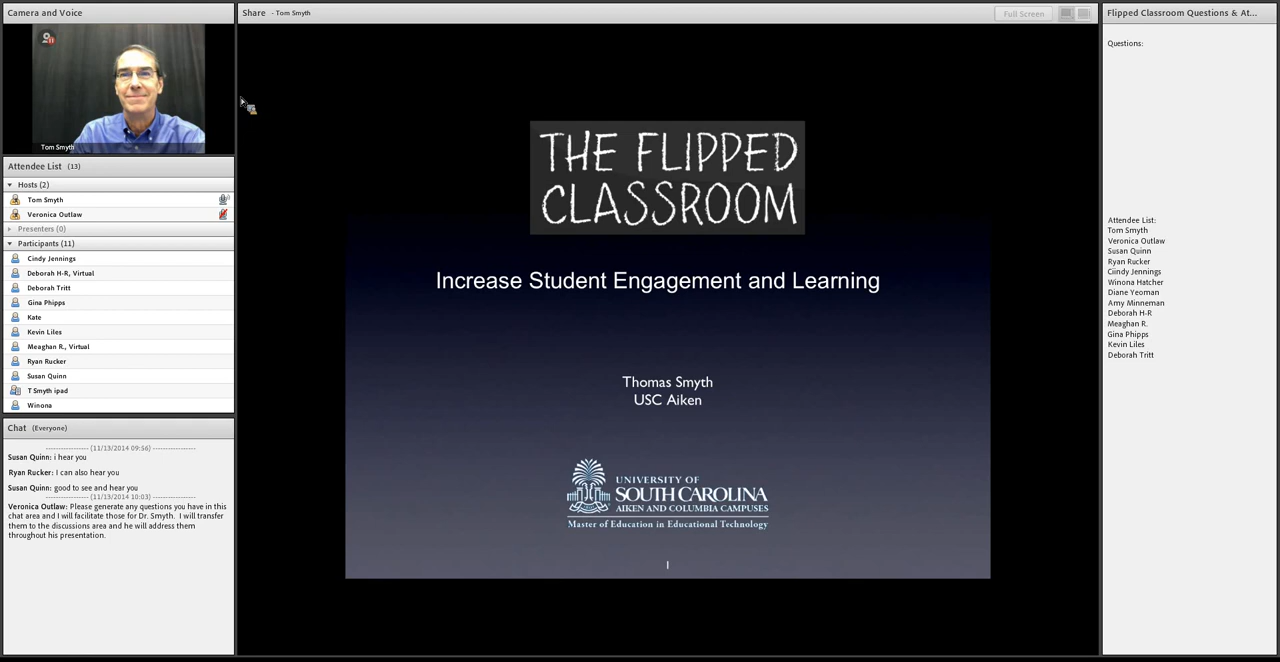 Camera and Voice
Tom Smyth
Attendee List (13)
Hosts (2)
Tom Smyth
Veronica Outlaw
Presenters (0)
Participants (11)
Cindy Jennings
Deborah H-R, Virtual
Deborah Tritt
Gina Phipps
Kate
Kevin Liles
Meaghan R., Virtual
Ryan Rucker
Susan Quinn
T Smyth ipad
Winona
Chat (Everyone)
----------------- (11/13/2014 09:56) -----------------
Susan Quinn: i hear you
Ryan Rucker: I can also hear you
Susan Quinn: good to see and hear you
----------------- (11/13/2014 10:03) -----------------
Veronica Outlaw: Please generate any questions you have in this
chat area and I will facilitate those for Dr. Smyth. I will transfer
them to the discussions area and he will address them
throughout his presentation.
Share - Tom Smyth
Full Screen
THE FLIPPED
CLASSROOM
Increase Student Engagement and Learning
Thomas Smyth
USC Aiken
UNIVERSITY OF
SOUTH CAROLINA
AIKEN AND COLUMBIA CAMPUSES
Master of Education in Educational Technology
1
Flipped Classroom Questions & At...
Questions:
Attendee List:
Tom Smyth
Veronica Outlaw
Susan Quinn
Ryan Rucker
Ciindy Jennings
Winona Hatcher
Diane Yeoman
Amy Minneman
Deborah H-R
Meaghan R.
Gina Phipps
Kevin Liles
Deborah Tritt